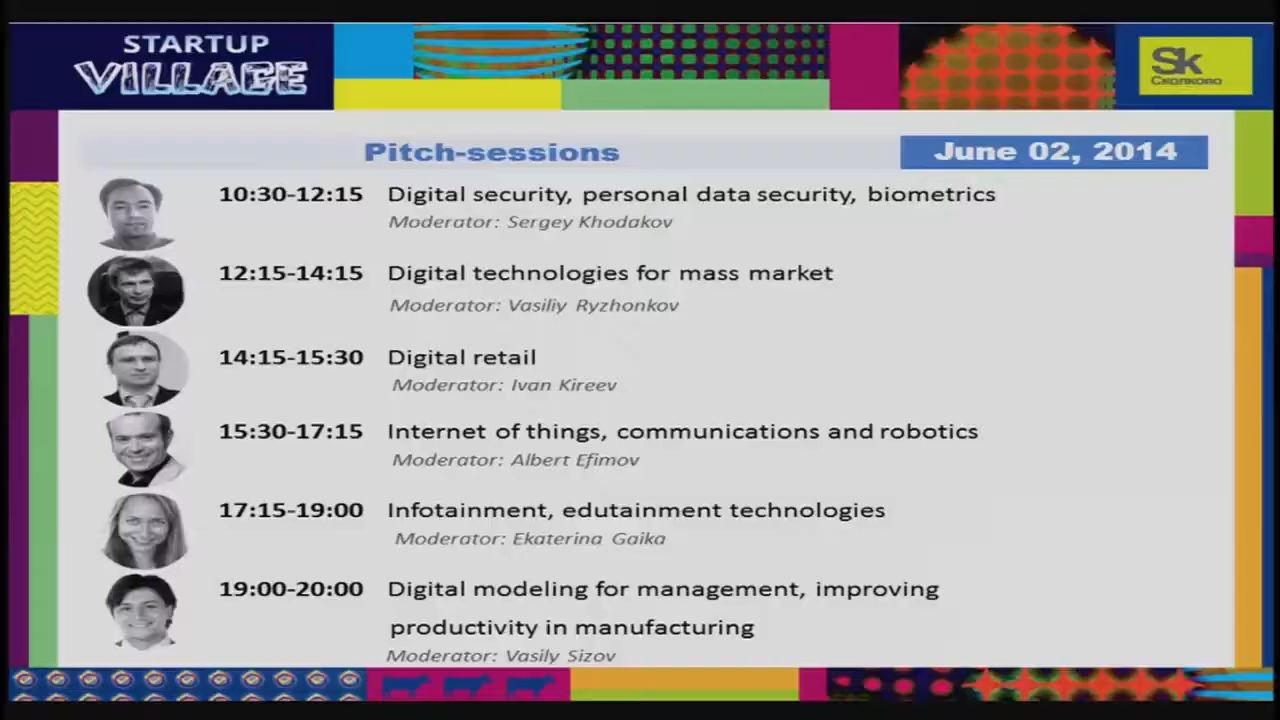 STARTUP
VILLAGE
Sk
Сколково
Pitch-sessions
June 02, 2014
10:30-12:15 Digital security, personal data security, biometrics
Moderator: Sergey Khodakov
12:15-14:15 Digital technologies for mass market
Moderator: Vasiliy Ryzhonkov
14:15-15:30 Digital retail
Moderator: Ivan Kireev
15:30-17:15 Internet of things, communications and robotics
Moderator: Albert Efimov
17:15-19:00 Infotainment, edutainment technologies
Moderator: Ekaterina Gaika
19:00-20:00 Digital modeling for management, improving
productivity in manufacturing
Moderator: Vasily Sizov